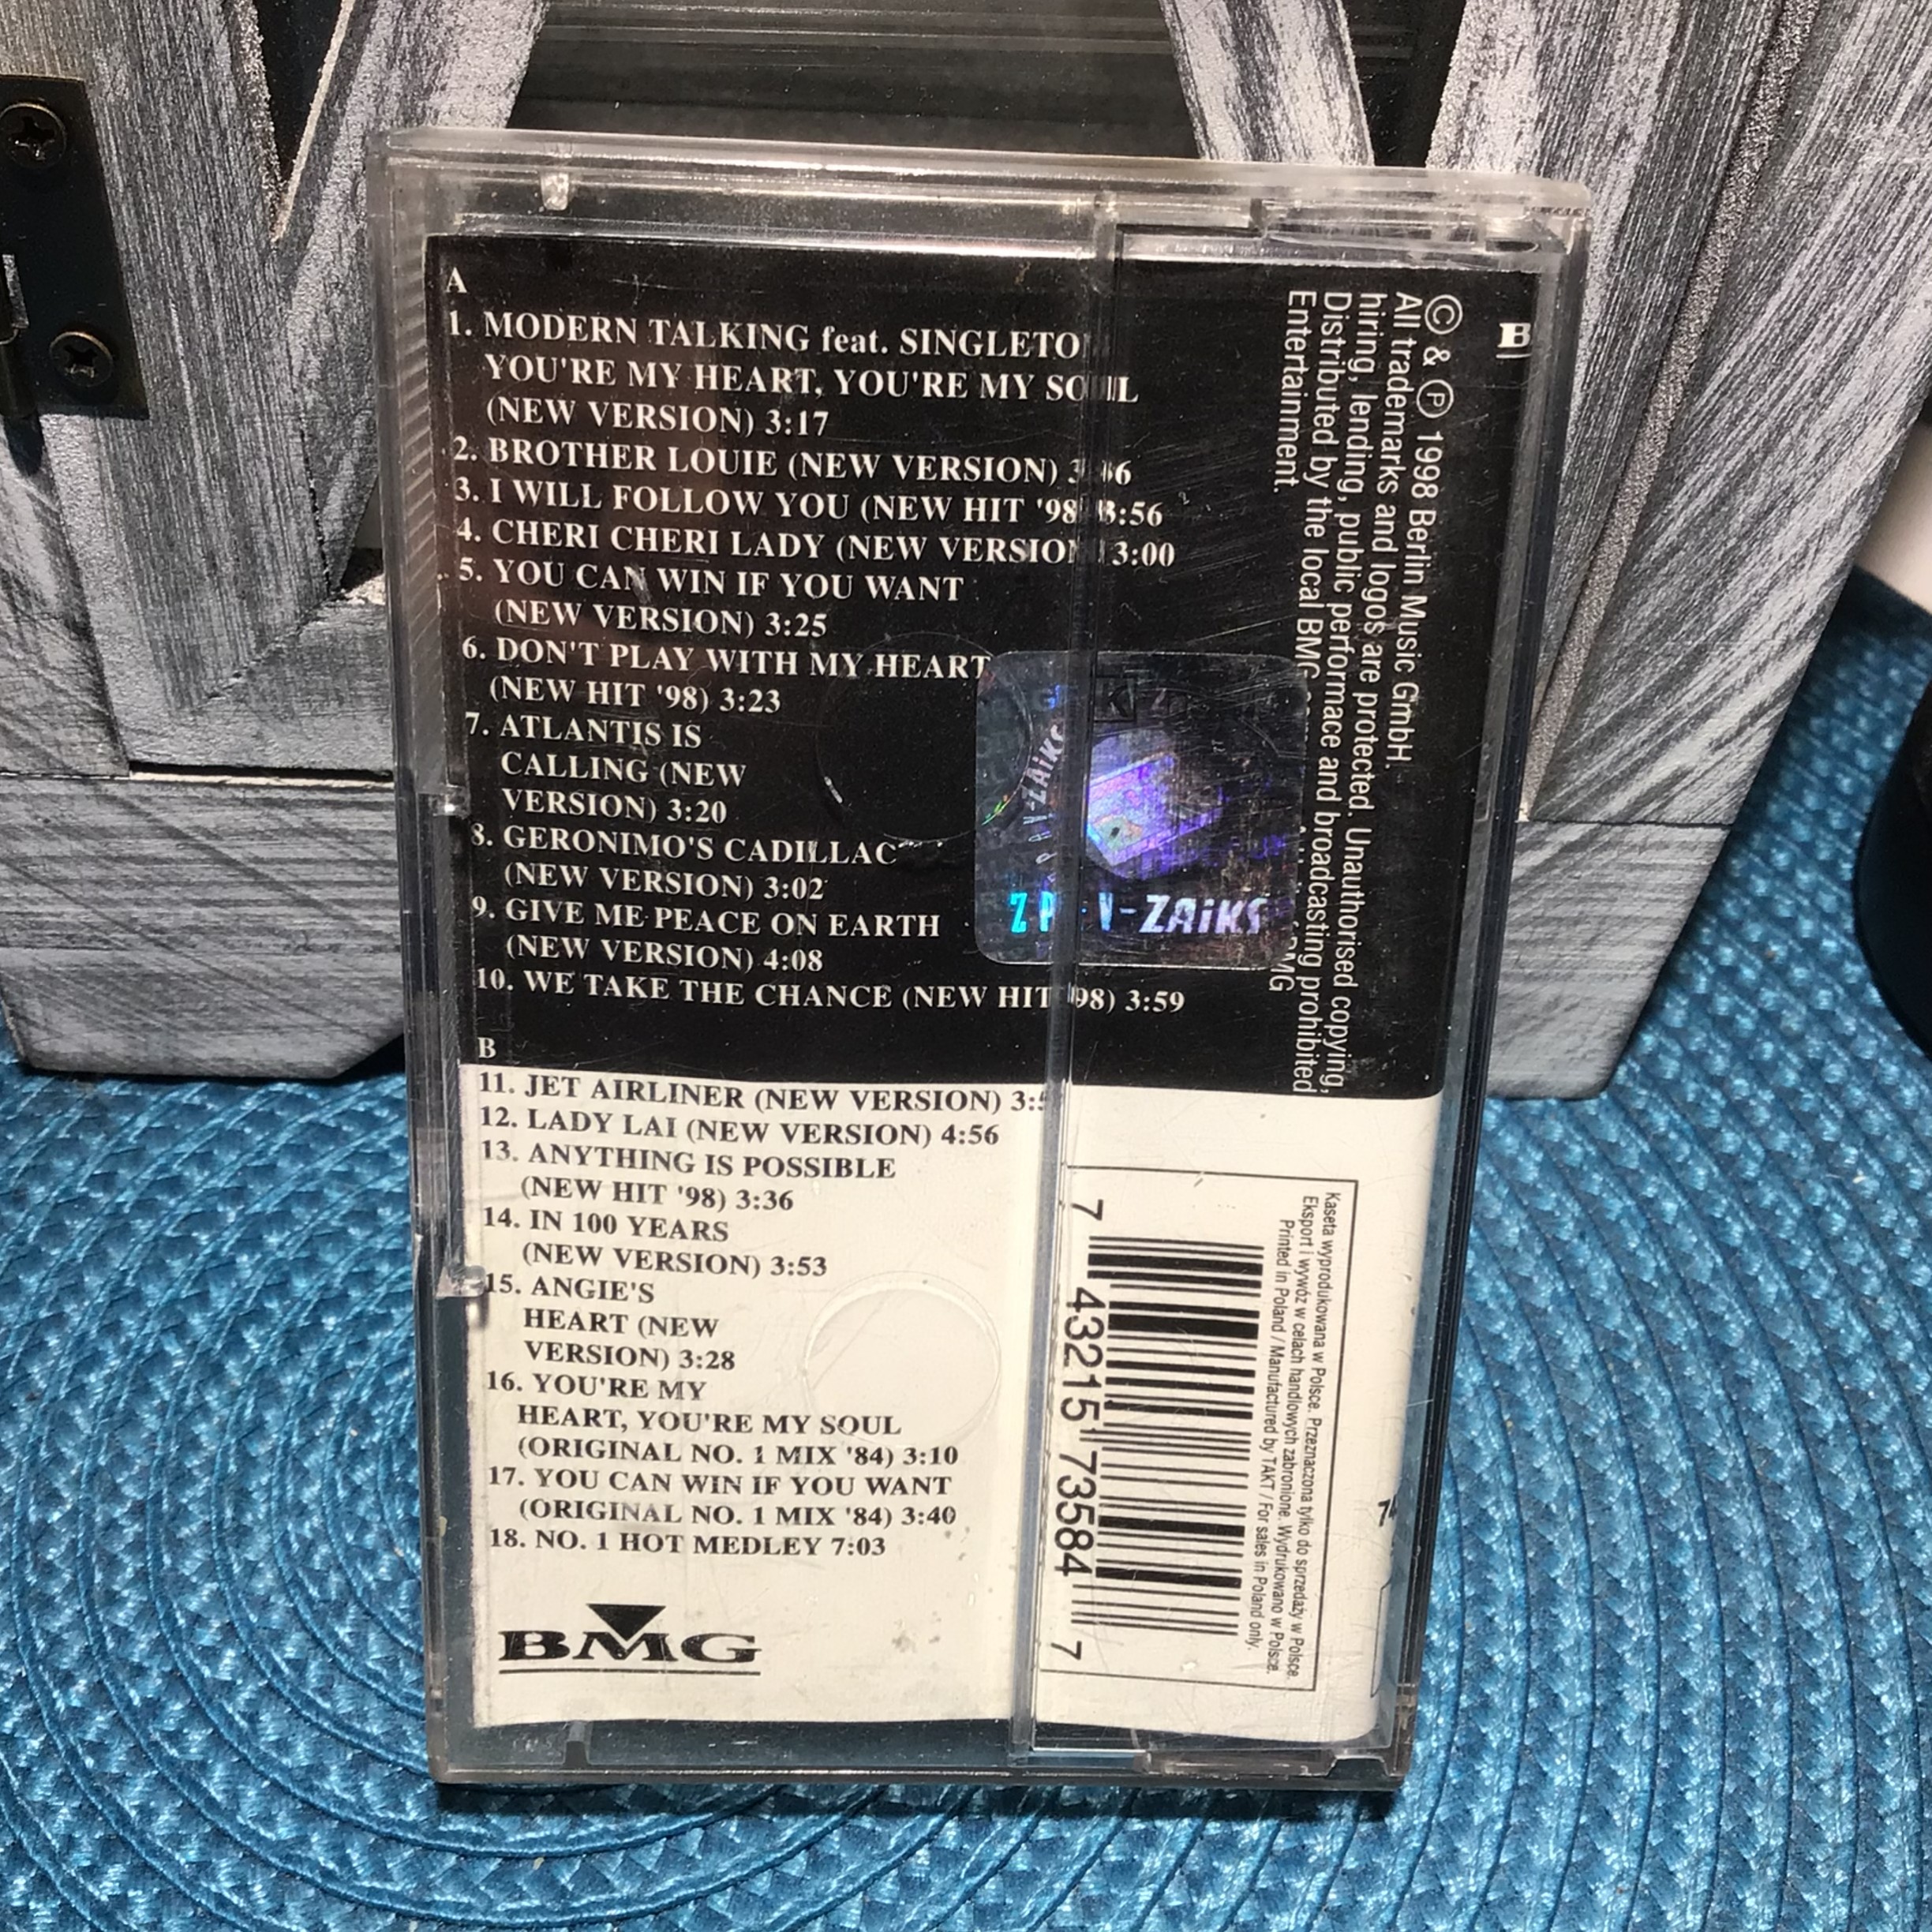 A
1. MODERN TALKING feat. SINGLETO
YOU'RE MY HEART, YOU'RE MY SOUL
(NEW VERSION) 3:17
2. BROTHER LOUIE (NEW VERSION)
3. I WILL FOLLOW YOU (NEW HIT '98 3:56
4. CHERI CHERI LADY (NEW VERSION 3:00
5. YOU CAN WIN IF YOU WANT
(NEW VERSION) 3:25
6. DON'T PLAY WITH MY HEART
(NEW HIT '98) 3:23
7. ATLANTIS IS
CALLING (NEW
VERSION) 3:20
8. GERONIMO'S CADILLAC
(NEW VERSION) 3:02
9. GIVE ME PEACE ON EARTH
(NEW VERSION) 4:08
10. WE TAKE THE CHANCE (NEW HIT '98) 3:59
B
11. JET AIRLINER (NEW VERSION)
12. LADY LAI (NEW VERSION) 4:56
13. ANYTHING IS POSSIBLE
(NEW HIT '98) 3:36
14. IN 100 YEARS
(NEW VERSION) 3:53
15. ANGIE'S
HEART (NEW
VERSION) 3:28
16. YOU'RE MY
HEART, YOU'RE MY SOUL
(ORIGINAL NO. 1 MIX '84) 3:10
17. YOU CAN WIN IF YOU WANT
(ORIGINAL NO. 1 MIX '84) 3:40
18. NO. 1 HOT MEDLEY 7:03
BMG
© & ℗ 1998 Berlin Music GmbH.
All trademarks and logos are protected. Unauthorised copying,
hiring, lending, public performace and broadcasting prohibited
Distributed by the local BMG BMG
Entertainment.
B
-ZAiKS
Kaseta wyprodukowana w Polsce. Przeznaczona tylko do sprzedaży w Polsce.
Eksport i wywóz w celach handlowych zabronione. Wydrukowano w Polsce.
Printed in Poland / Manufactured by TAKT / For sales in Poland only.
7 43215 73584 7